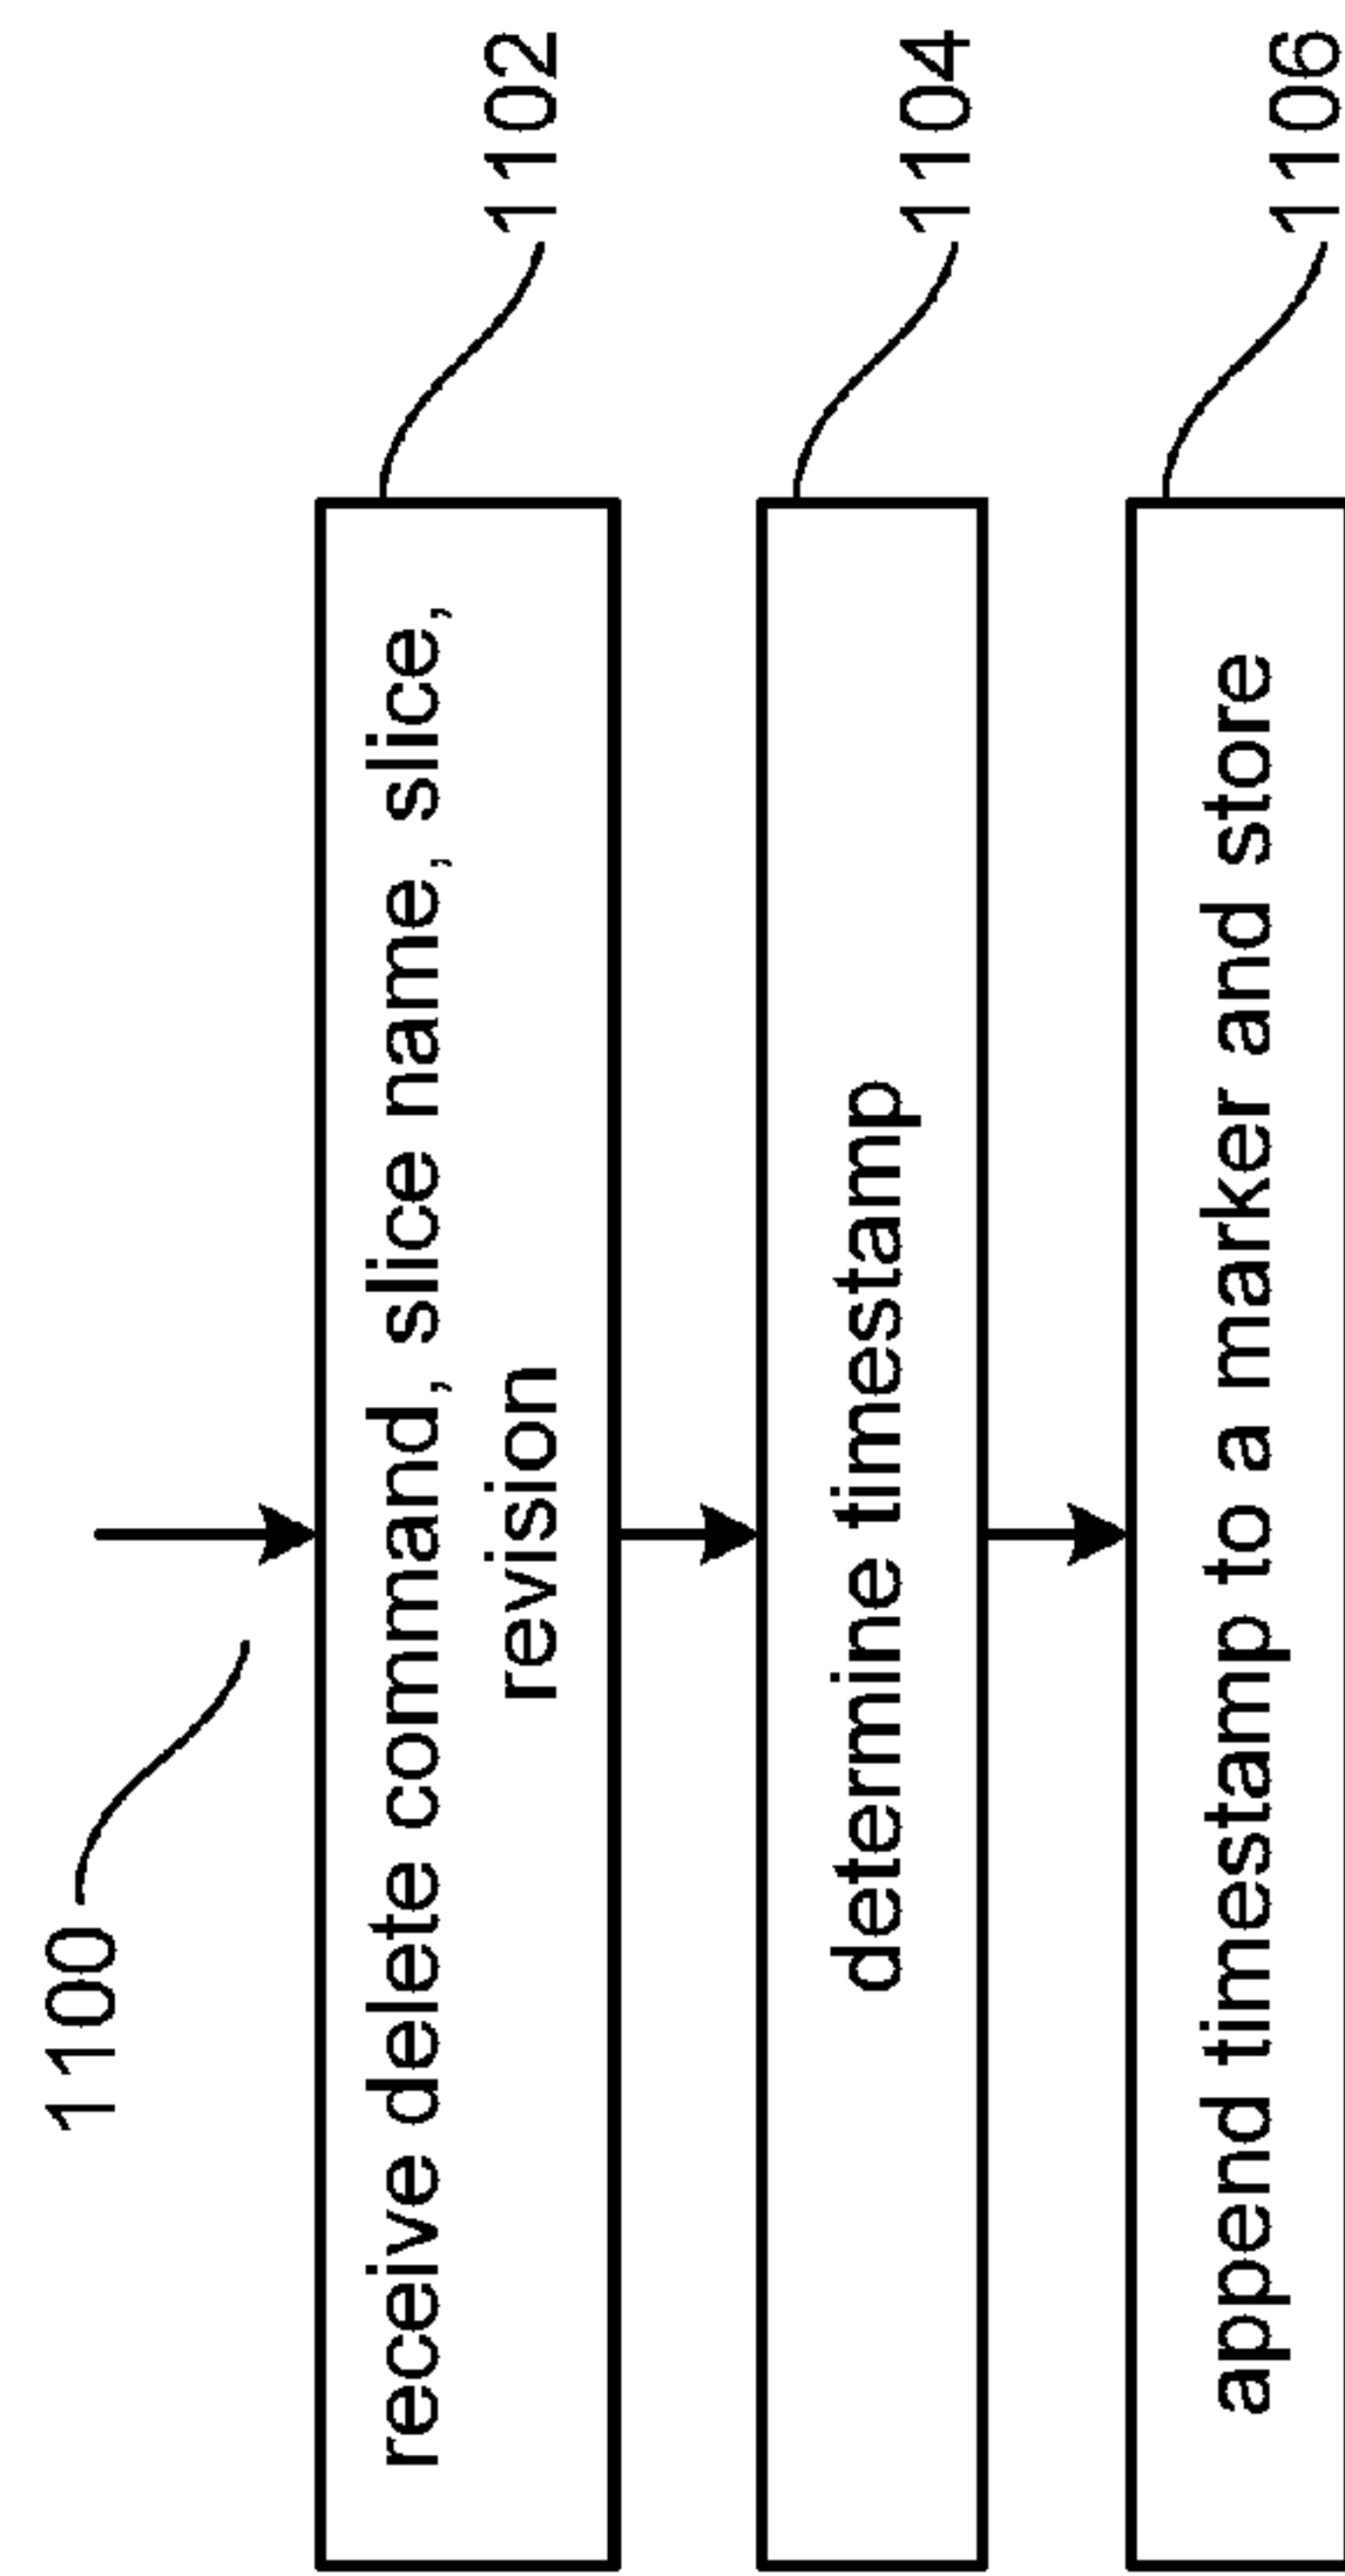 1100
receive delete command, slice name, slice,
revision
1102
determine timestamp
1104
append timestamp to a marker and store
1106